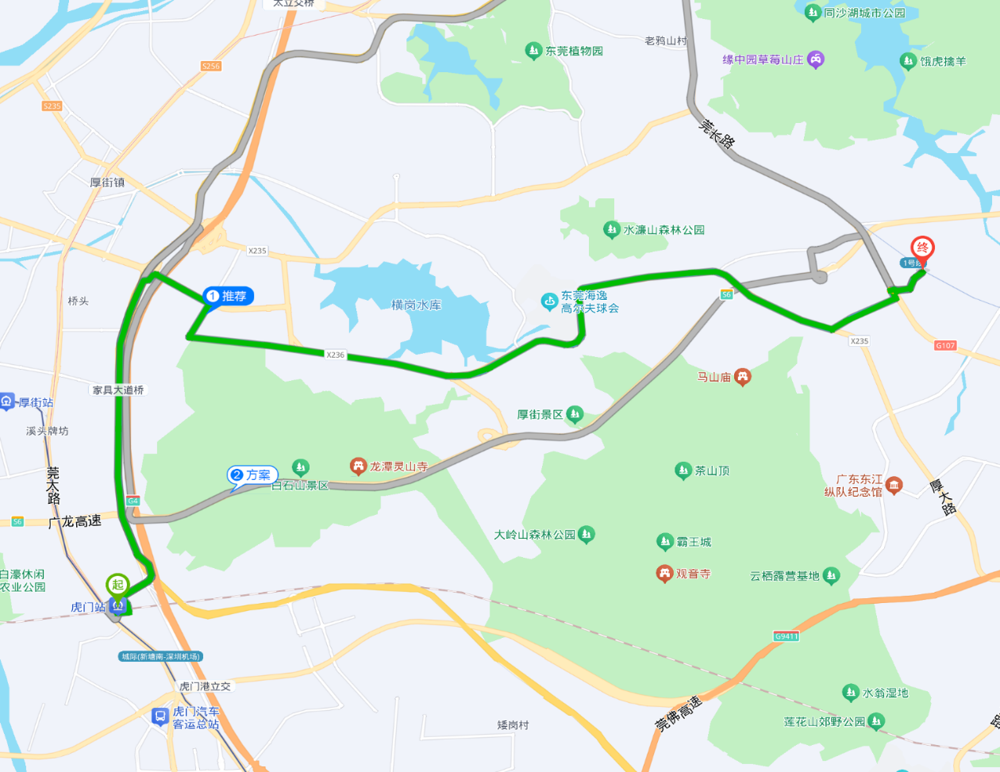 太立交桥
同沙湖城市公园
东莞植物园
老鸦山村
缘中园草莓山庄
饿虎擒羊
S256
S235
莞长路
厚街镇
水濂山森林公园
X235
终
1号线
1 推荐
桥头
横岗水库
东莞海逸
高尔夫球会
S6
X235
G107
X236
马山庙
家具大道桥
厚街站
厚街景区
溪头牌坊
2 方案
白石山景区
龙潭灵山寺
茶山顶
广东东江
纵队纪念馆
莞太路
G4
厚大路
S6
广龙高速
大岭山森林公园
霸王城
观音寺
云栖露营基地
白濠休闲
农业公园
起
虎门站
G9411
城际(新塘南-深圳机场)
虎门港立交
水翁湿地
虎门汽车
客运总站
莞佛高速
矮岗村
莲花山郊野公园